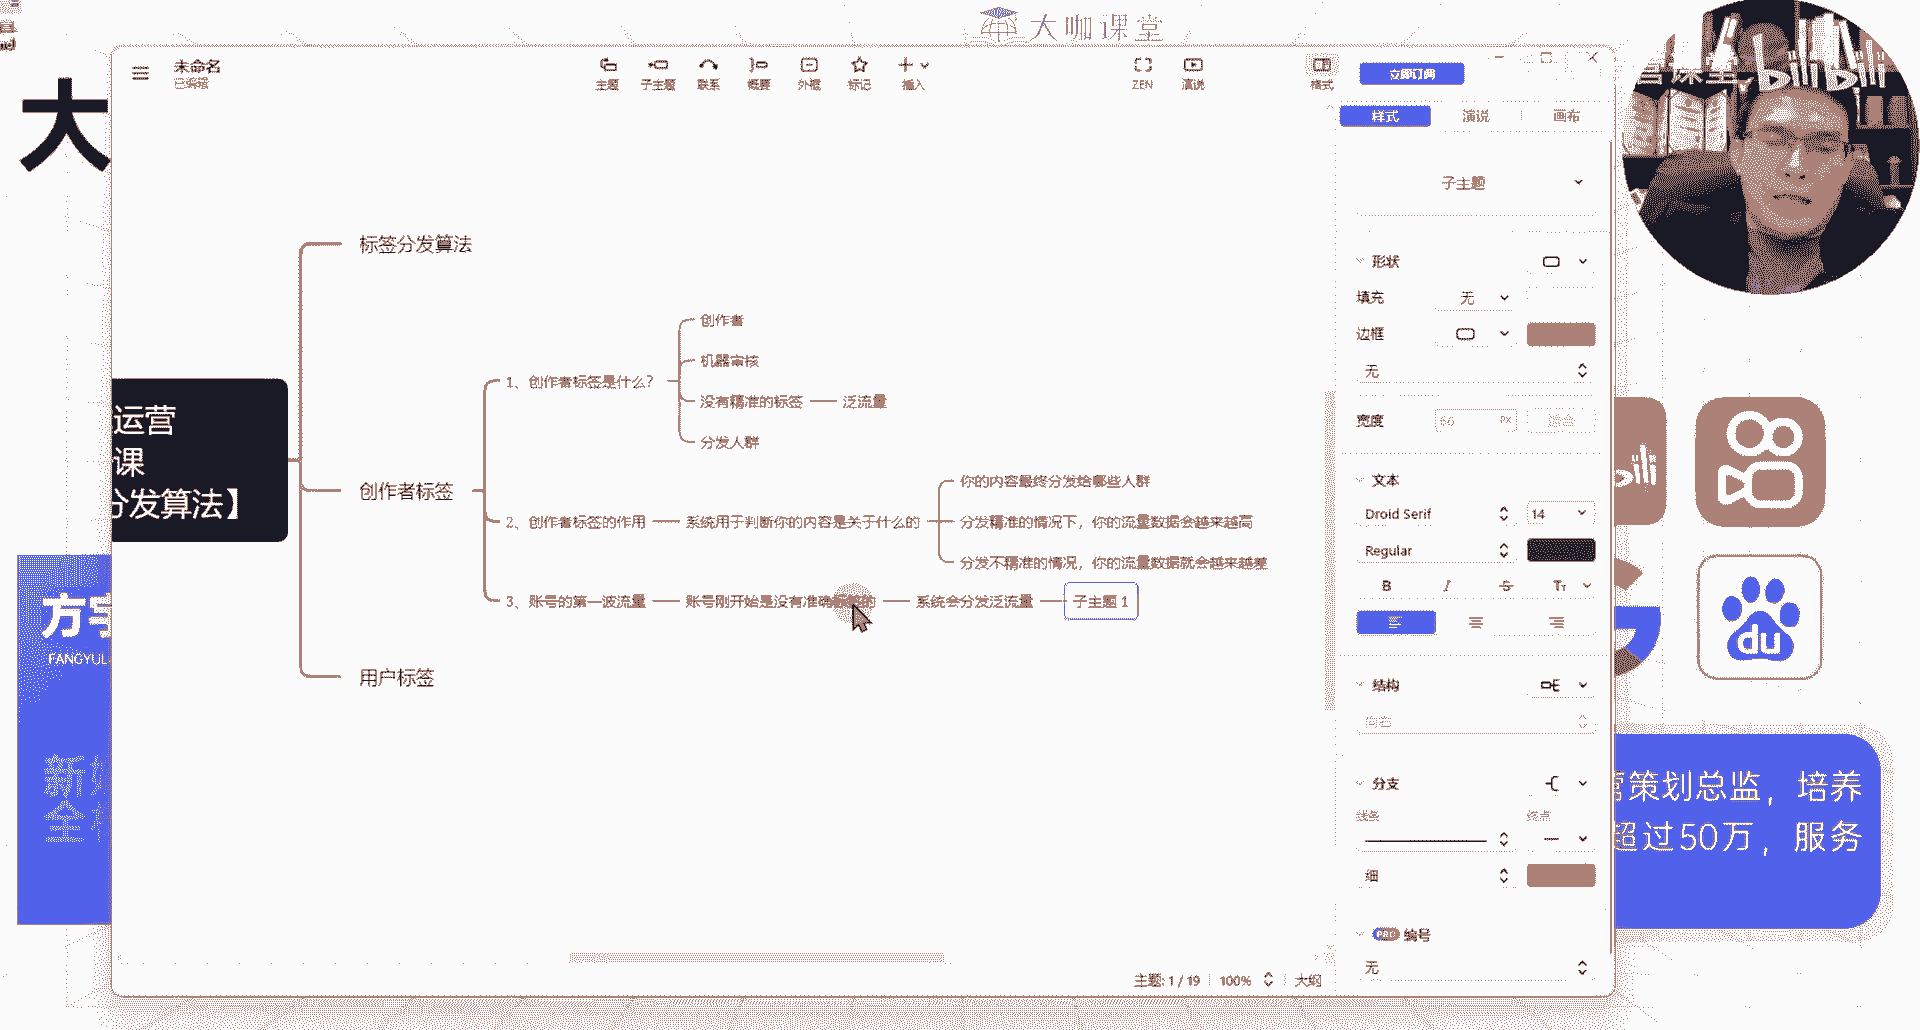 大咖课堂
大
未命名
已编辑
主题
子主题
联系
概要
外框
标记
插入
ZEN
演说
格式
立即订阅
样式
演说
画布
子主题
形状
填充
无
边框
无
宽度
66
PX
文本
Droid Serif
14
Regular
B
I
S
结构
分支
线条
终点
细
PRO 编号
无
运营
课
分发算法】
标签分发算法
创作者标签
用户标签
1、创作者标签是什么?
创作者
机器审核
没有精准的标签
泛流量
分发人群
2、创作者标签的作用
系统用于判断你的内容是关于什么的
你的内容最终分发给哪些人群
分发精准的情况下，你的流量数据会越来越高
分发不精准的情况，你的流量数据就会越来越差
3、账号的第一波流量
账号刚开始是没有准确标签的
系统会分发泛流量
子主题 1
主题: 1 / 19
100%
大纲
方
FANGYU
新
全
bilibili
du
策划总监，培养
超过50万，服务